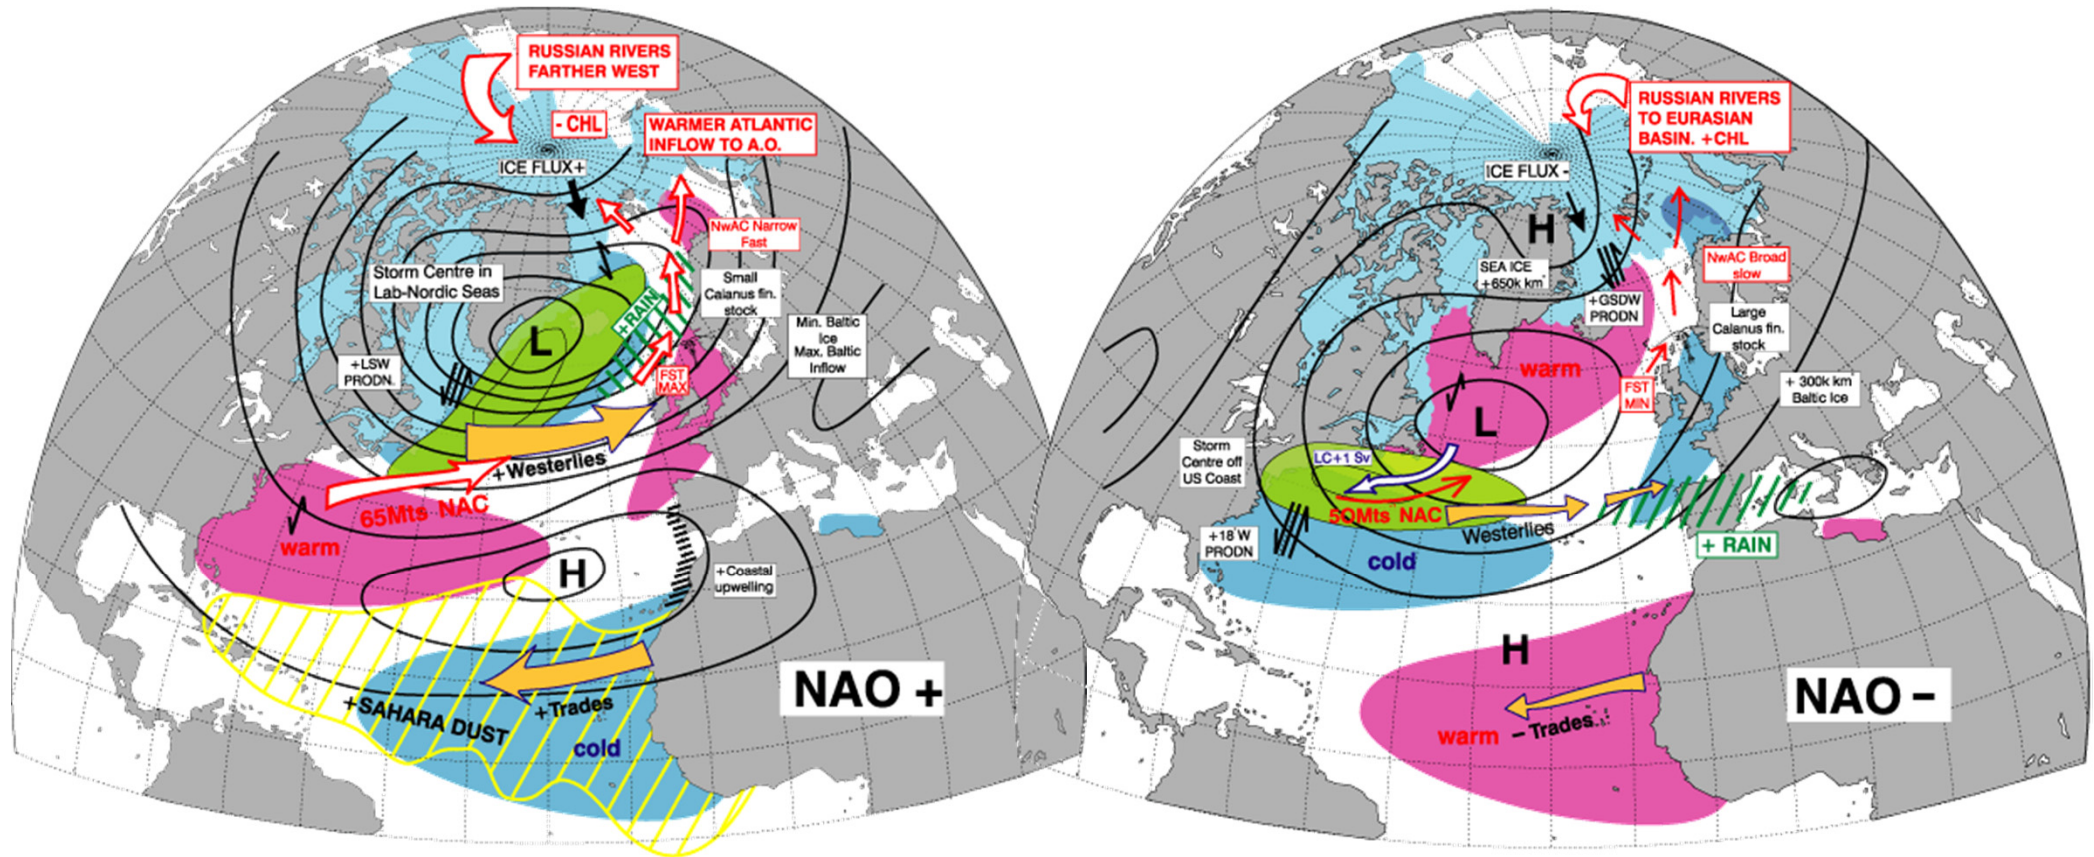 RUSSIAN RIVERS
FARTHER WEST
- CHL
WARMER ATLANTIC
INFLOW TO A.O.
ICE FLUX+
NwAC Narrow
Fast
Storm Centre in
Lab-Nordic Seas
Small
Calanus fin.
stock
+RAIN
L
Min. Baltic
Ice
Max. Baltic
Inflow
+LSW
PRODN.
FST
MAX
+Westerlies
65Mts NAC
warm
H
+Coastal
upwelling
+SAHARA DUST
+Trades
cold
NAO +
RUSSIAN RIVERS
TO EURASIAN
BASIN. +CHL
ICE FLUX -
H
SEA ICE
+650k km
NwAC Broad
slow
+GSDW
PRODN
Large
Calanus fin.
stock
warm
FST
MIN
+ 300k km
Baltic Ice
L
Storm
Centre off
US Coast
LC+1 Sv
50Mts NAC
Westerlies
+18°W
PRODN
cold
+ RAIN
H
warm
- Trades
NAO -